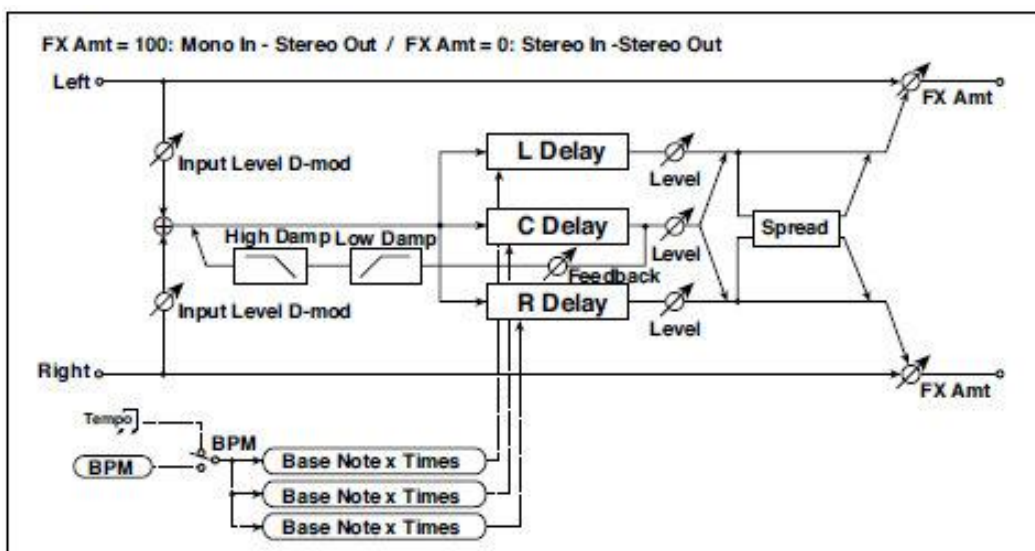 FX Amt = 100: Mono In - Stereo Out / FX Amt = 0: Stereo In -Stereo Out
Left
FX Amt
Input Level D-mod
L Delay
Level
C Delay
Level
High Damp
Low Damp
Spread
Feedback
Input Level D-mod
R Delay
Level
Right
FX Amt
Tempo
BPM
BPM
Base Note x Times
Base Note x Times
Base Note x Times